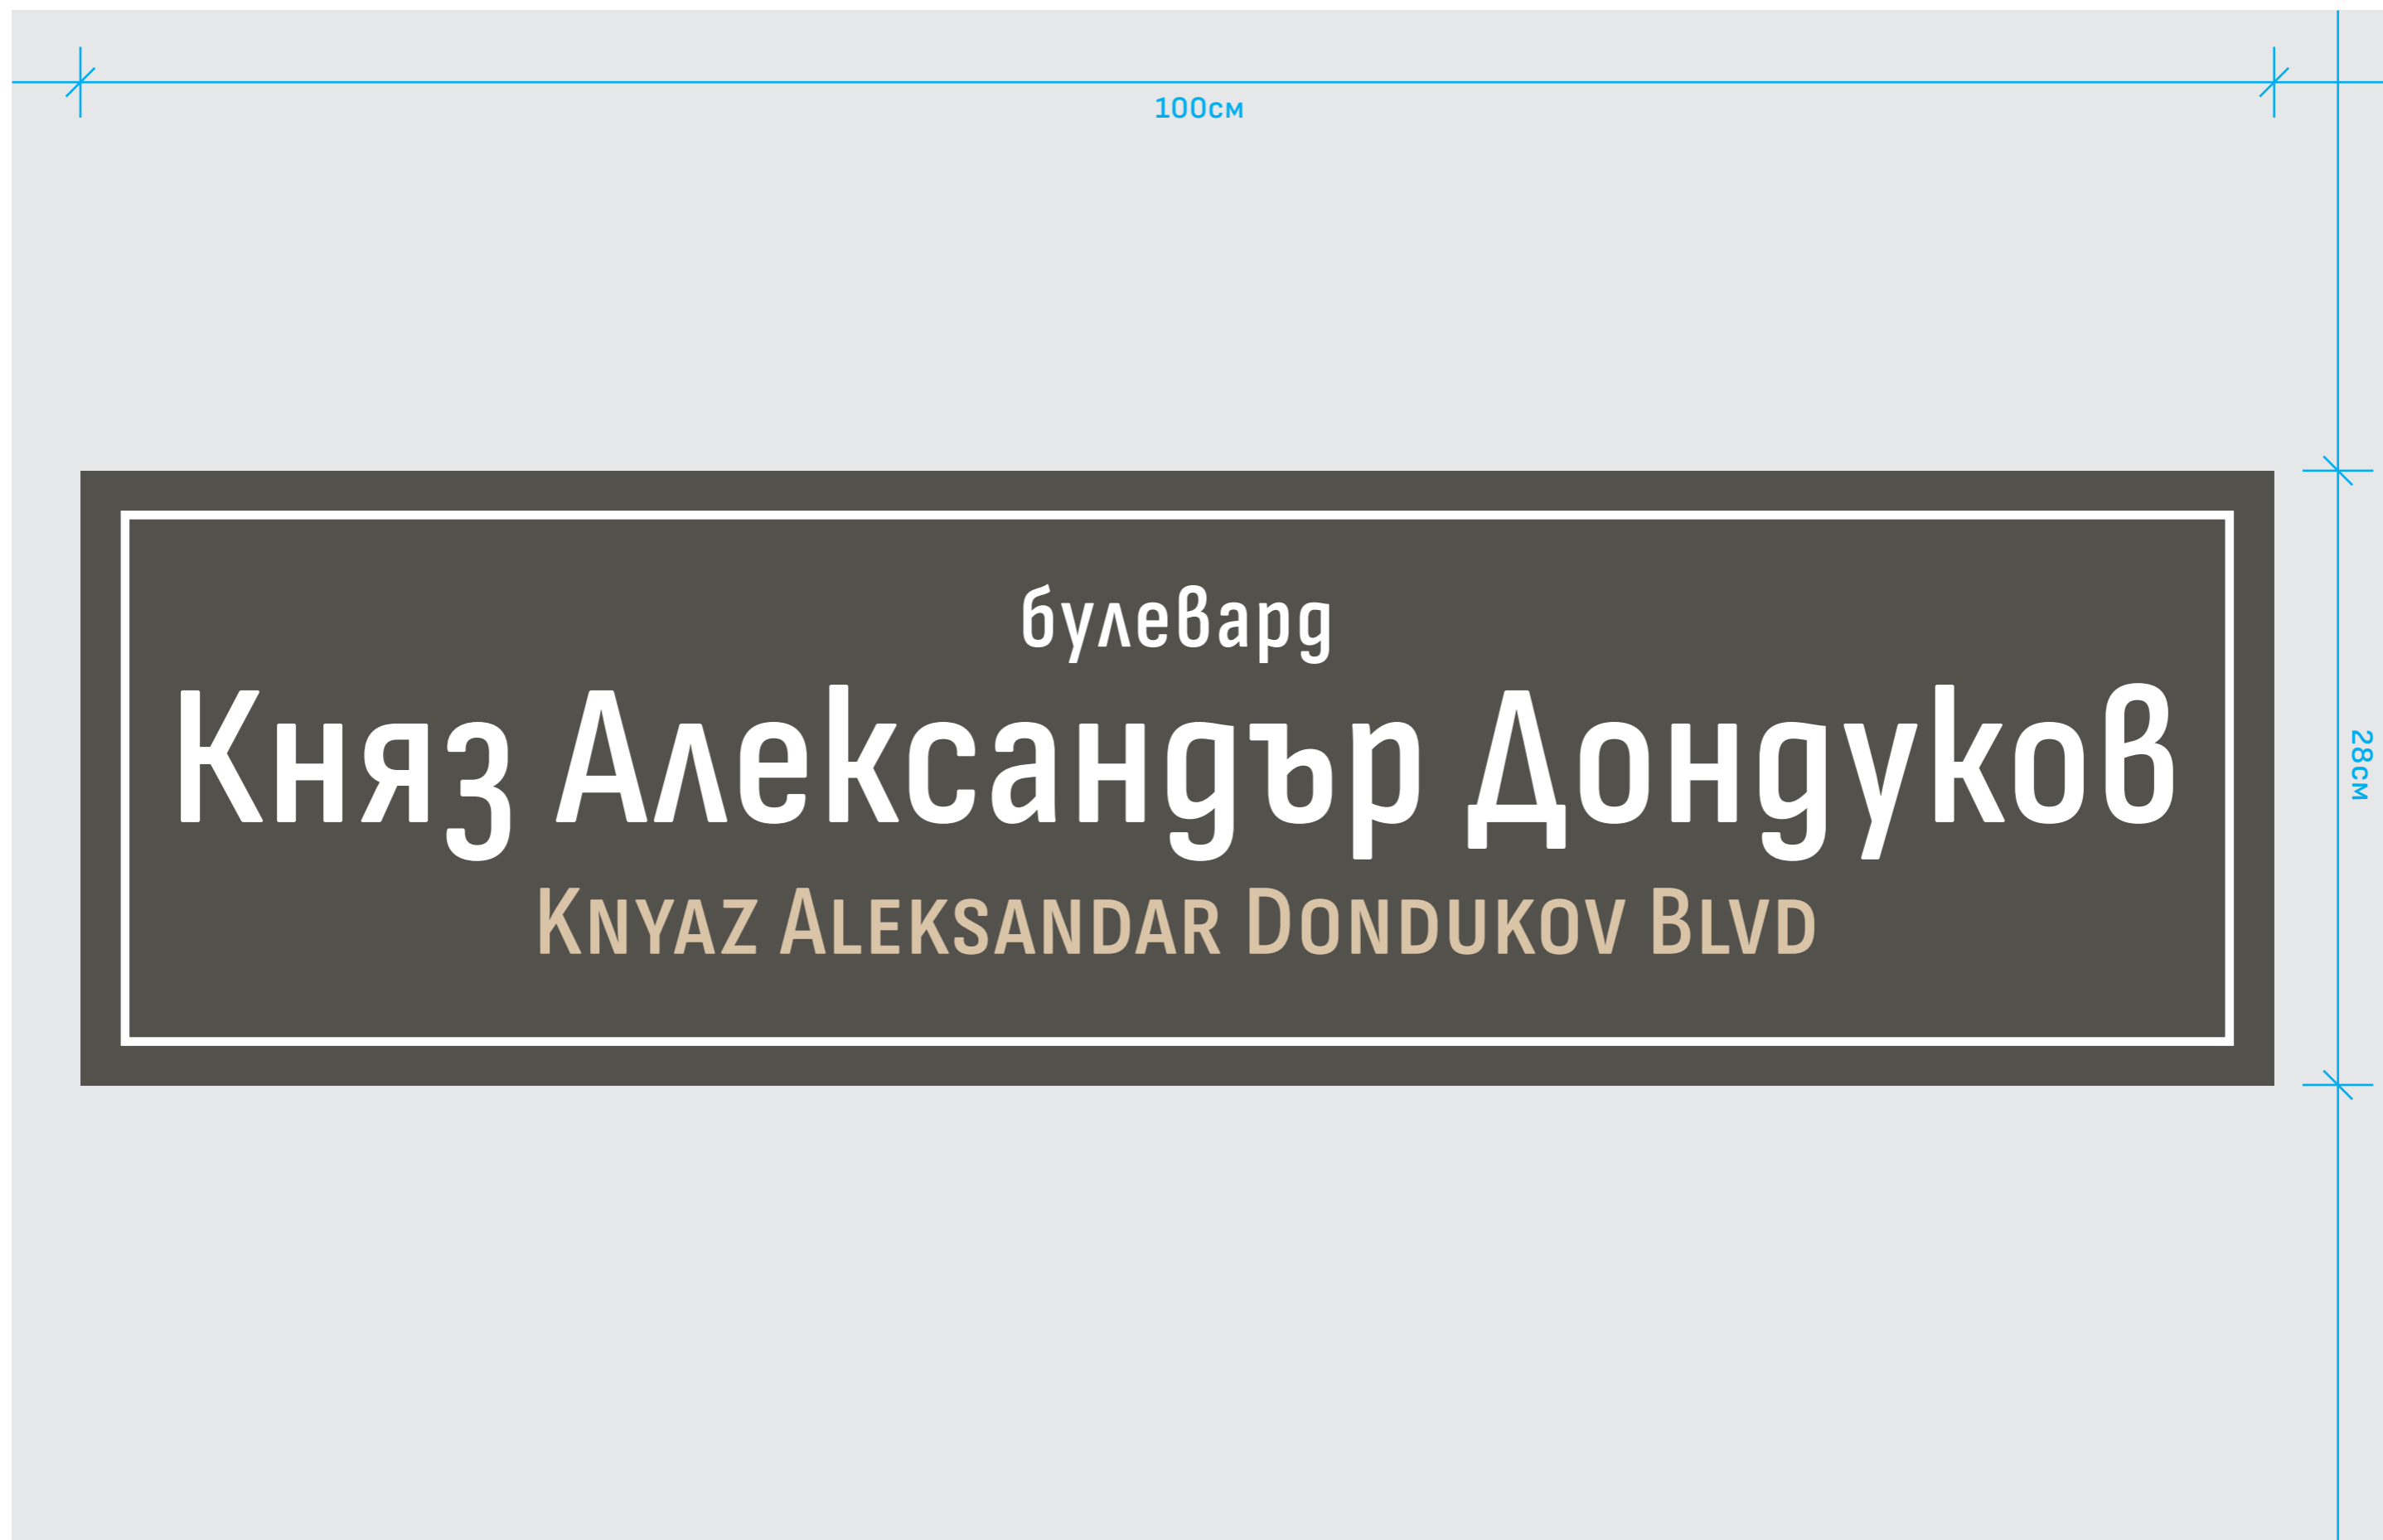 100см
булевард
Княз Александър Дондуков
28см
Knyaz Aleksandar Dondukov Blvd